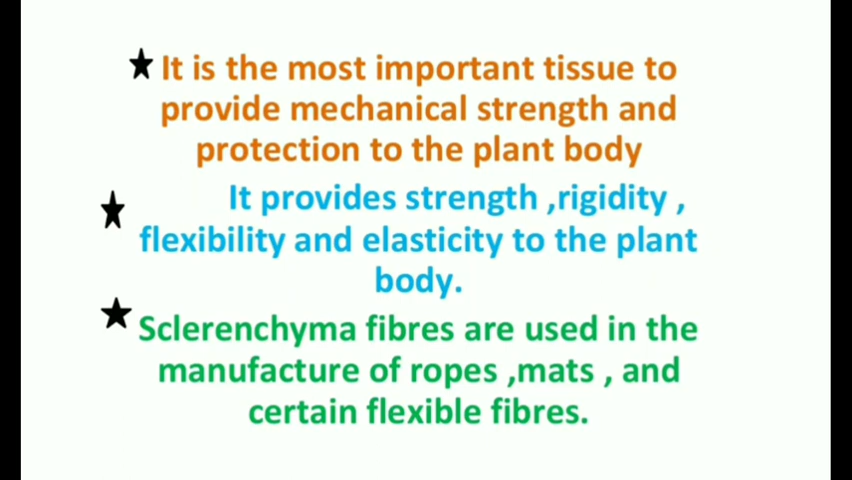 It is the most important tissue to
provide mechanical strength and
protection to the plant body
It provides strength ,rigidity ,
flexibility and elasticity to the plant
body.
Sclerenchyma fibres are used in the
manufacture of ropes ,mats , and
certain flexible fibres.